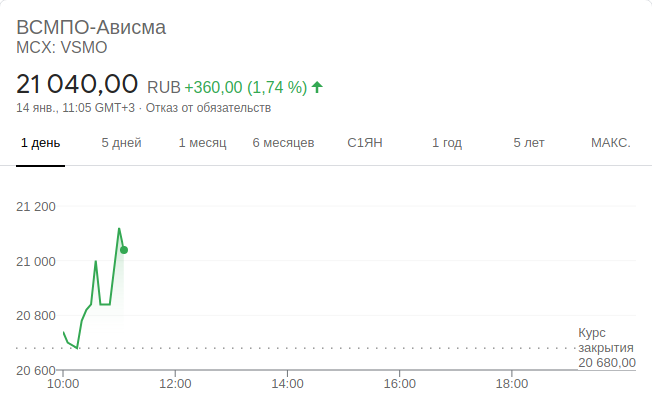 ВСМПО-Ависма
MCX: VSMO
21 040,00 RUB +360,00 (1,74 %)
14 янв., 11:05 GMT+3 · Отказ от обязательств
1 день 5 дней 1 месяц 6 месяцев С1ЯН 1 год 5 лет МАКС.
21 200
21 000
20 800
Курс
закрытия
20 680,00
20 600
10:00 12:00 14:00 16:00 18:00